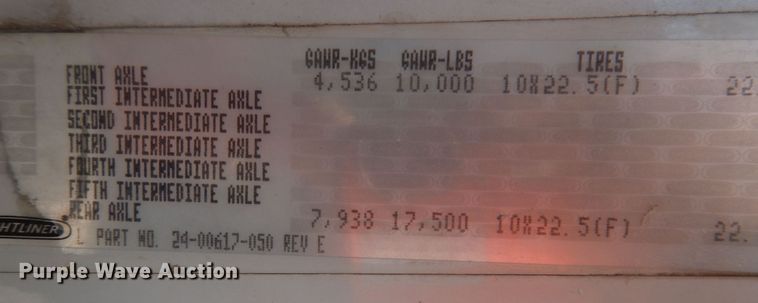 GAWR-KGS GAWR-LBS TIRES
FRONT AXLE 4,536 10,000 10X22.5(F) 22.
FIRST INTERMEDIATE AXLE
SECOND INTERMEDIATE AXLE
THIRD INTERMEDIATE AXLE
FOURTH INTERMEDIATE AXLE
FIFTH INTERMEDIATE AXLE
REAR AXLE 7,938 17,500 10X22.5(F) 22.
HTLINER L PART NO. 24-00617-050 REV E
Purple Wave Auction